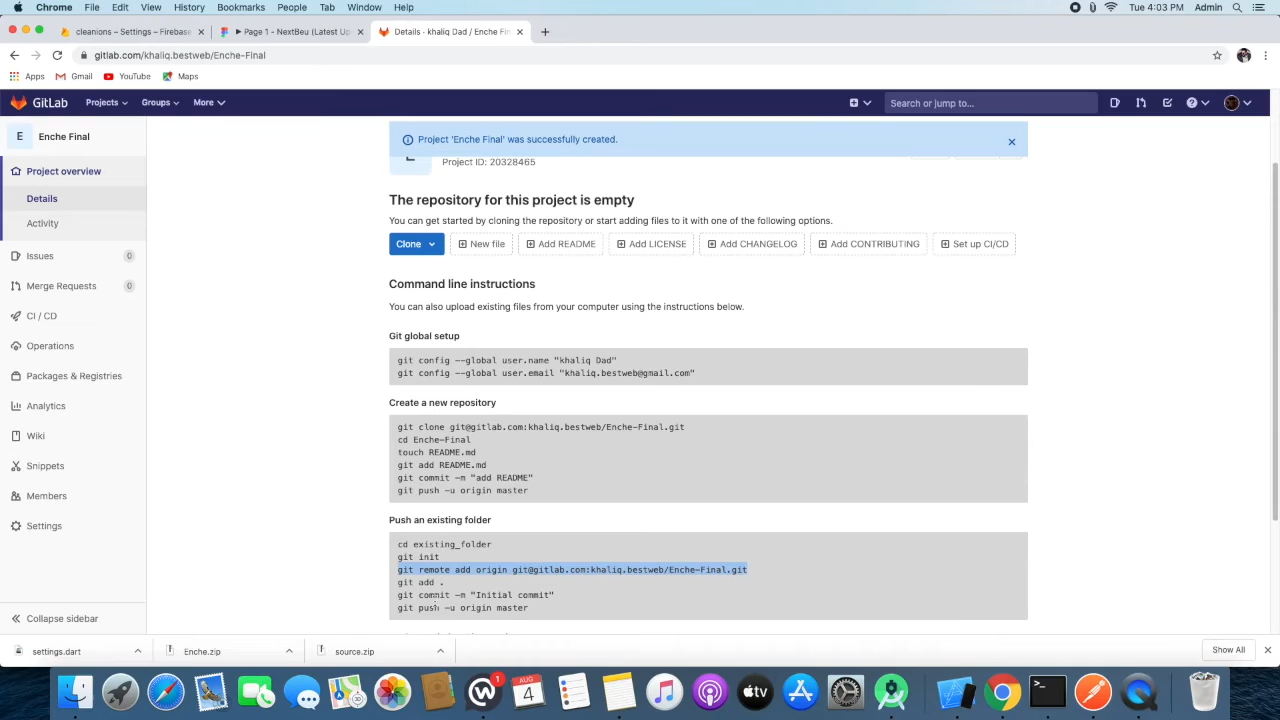 Chrome File Edit View History Bookmarks People Tab Window Help Tue 4:03 PM Admin
cleanions – Settings – Firebase Page 1 – NextBeu (Latest Up Details · khaliq Dad / Enche Fin
gitlab.com/khaliq.bestweb/Enche-Final
Apps Gmail YouTube Maps
GitLab Projects Groups More Search or jump to...
E Enche Final
Project 'Enche Final' was successfully created.
Project ID: 20328465
Project overview
Details
Activity
Issues 0
Merge Requests 0
CI / CD
Operations
Packages & Registries
Analytics
Wiki
Snippets
Members
Settings
Collapse sidebar
The repository for this project is empty
You can get started by cloning the repository or start adding files to it with one of the following options.
Clone New file Add README Add LICENSE Add CHANGELOG Add CONTRIBUTING Set up CI/CD
Command line instructions
You can also upload existing files from your computer using the instructions below.
Git global setup
git config --global user.name "khaliq Dad"
git config --global user.email "khaliq.bestweb@gmail.com"
Create a new repository
git clone git@gitlab.com:khaliq.bestweb/Enche-Final.git
cd Enche-Final
touch README.md
git add README.md
git commit -m "add README"
git push -u origin master
Push an existing folder
cd existing_folder
git init
git remote add origin git@gitlab.com:khaliq.bestweb/Enche-Final.git
git add .
git commit -m "Initial commit"
git push -u origin master
settings.dart Enche.zip source.zip Show All
1
AUG
4
tv
>_